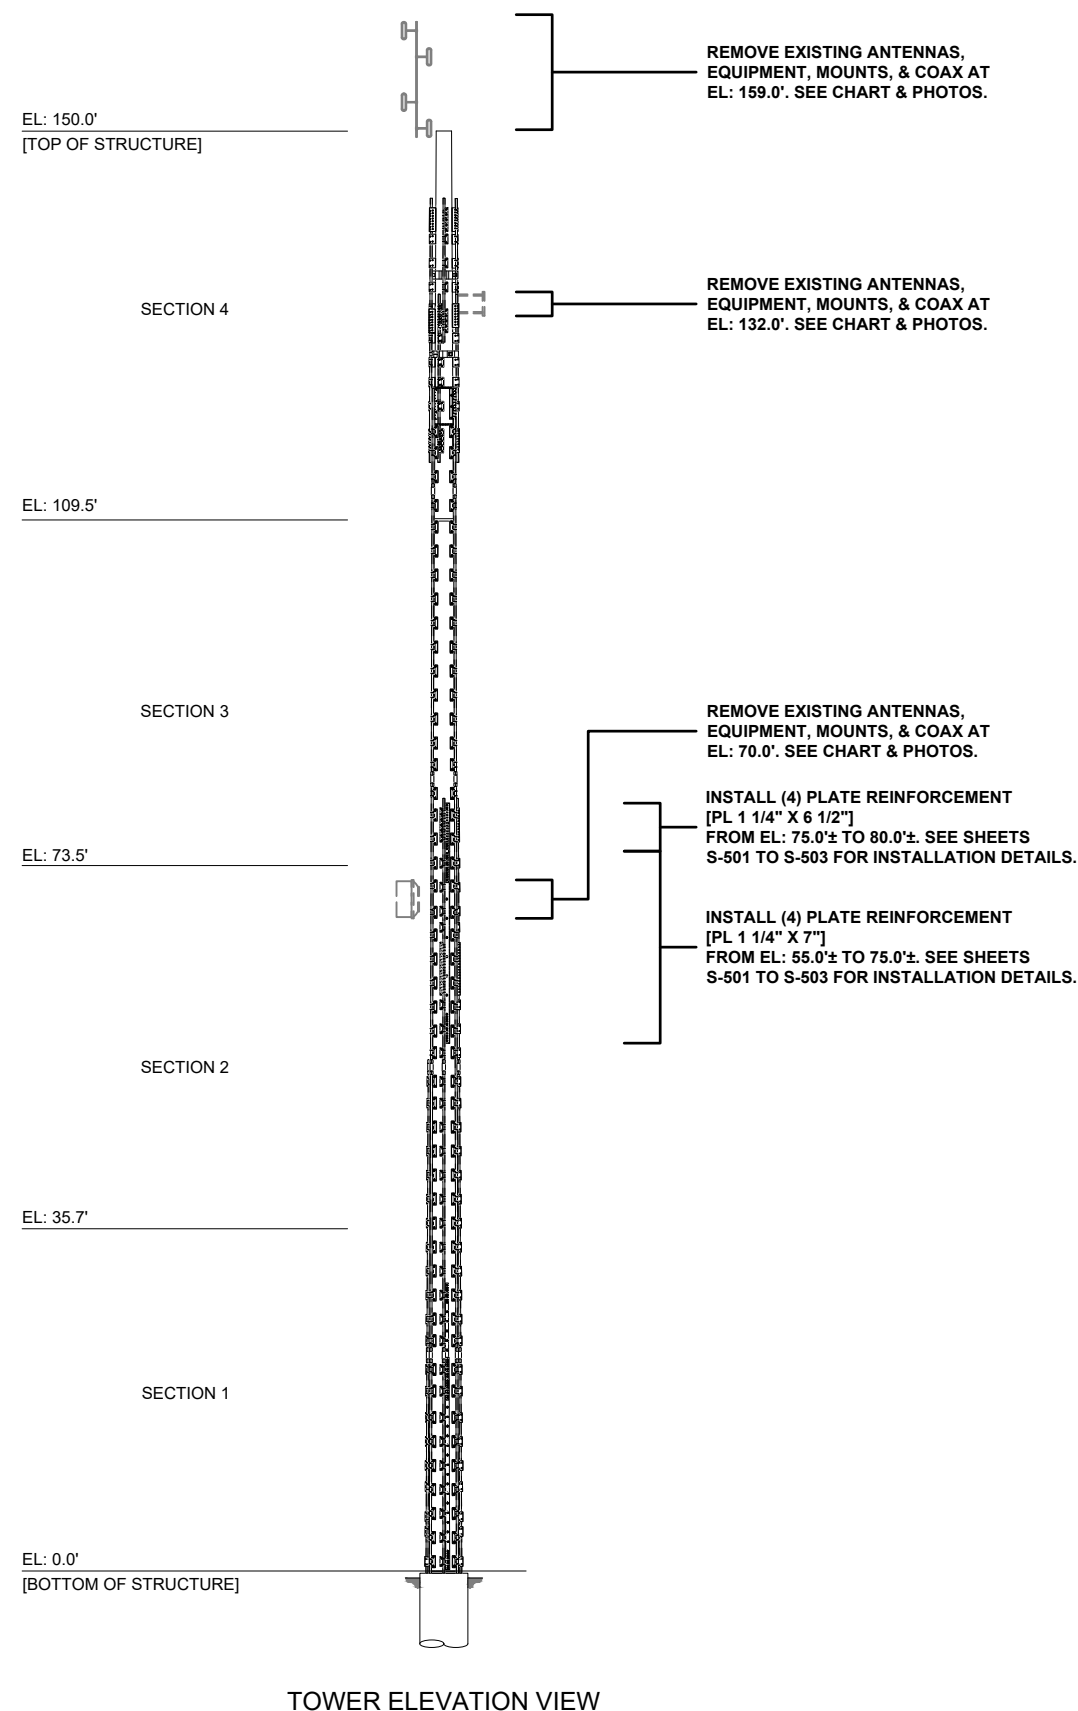 REMOVE EXISTING ANTENNAS,
EQUIPMENT, MOUNTS, & COAX AT
EL: 159.0'. SEE CHART & PHOTOS.
EL: 150.0'
[TOP OF STRUCTURE]
REMOVE EXISTING ANTENNAS,
EQUIPMENT, MOUNTS, & COAX AT
EL: 132.0'. SEE CHART & PHOTOS.
SECTION 4
EL: 109.5'
SECTION 3
REMOVE EXISTING ANTENNAS,
EQUIPMENT, MOUNTS, & COAX AT
EL: 70.0'. SEE CHART & PHOTOS.
INSTALL (4) PLATE REINFORCEMENT
[PL 1 1/4" X 6 1/2"]
FROM EL: 75.0'± TO 80.0'±. SEE SHEETS
S-501 TO S-503 FOR INSTALLATION DETAILS.
EL: 73.5'
INSTALL (4) PLATE REINFORCEMENT
[PL 1 1/4" X 7"]
FROM EL: 55.0'± TO 75.0'±. SEE SHEETS
S-501 TO S-503 FOR INSTALLATION DETAILS.
SECTION 2
EL: 35.7'
SECTION 1
EL: 0.0'
[BOTTOM OF STRUCTURE]
TOWER ELEVATION VIEW